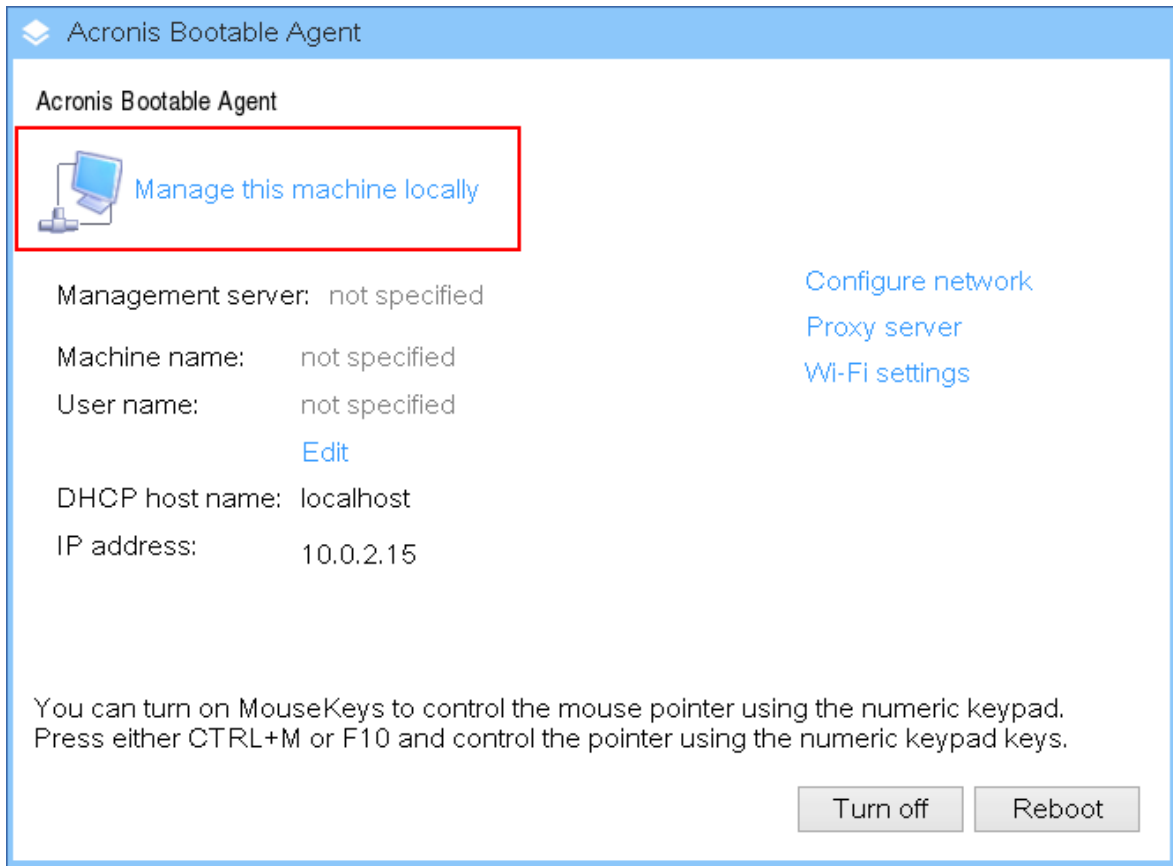 Acronis Bootable Agent
Acronis Bootable Agent
Manage this machine locally
Management server: not specified
Configure network
Proxy server
Machine name: not specified
Wi-Fi settings
User name: not specified
Edit
DHCP host name: localhost
IP address: 10.0.2.15
You can turn on MouseKeys to control the mouse pointer using the numeric keypad.
Press either CTRL+M or F10 and control the pointer using the numeric keypad keys.
Turn off Reboot